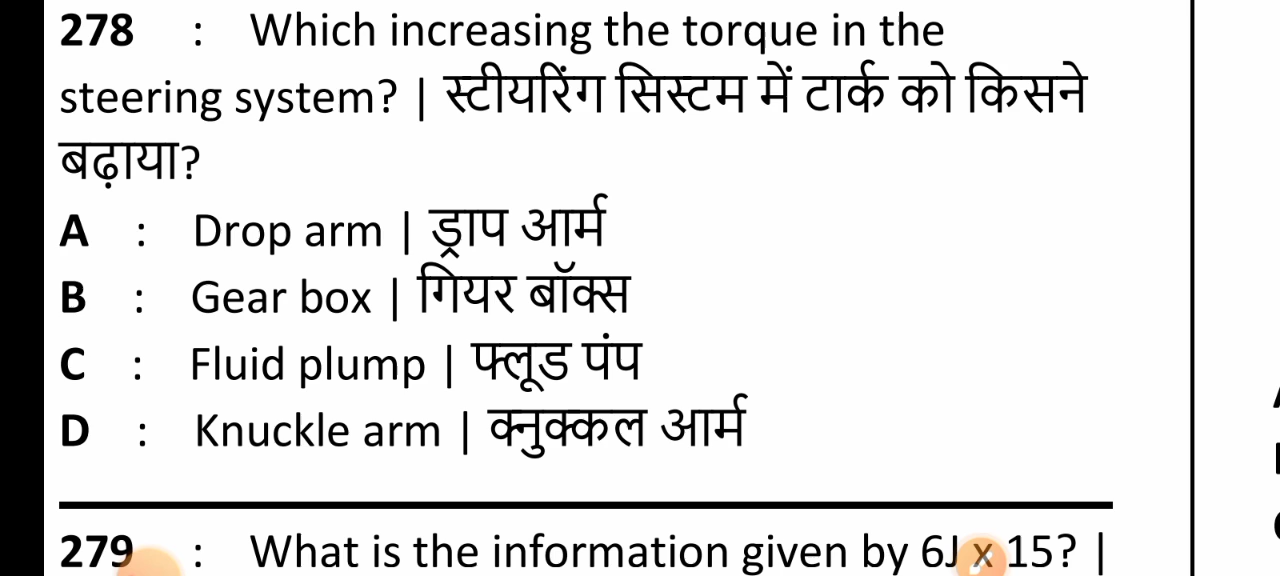 278 : Which increasing the torque in the
steering system? | स्टीयरिंग सिस्टम में टार्क को किसने
बढ़ाया?
A : Drop arm | ड्राप आर्म
B : Gear box | गियर बॉक्स
C : Fluid plump | फ्लूड पंप
D : Knuckle arm | क्नुक्कल आर्म
279 : What is the information given by 6J x 15? |